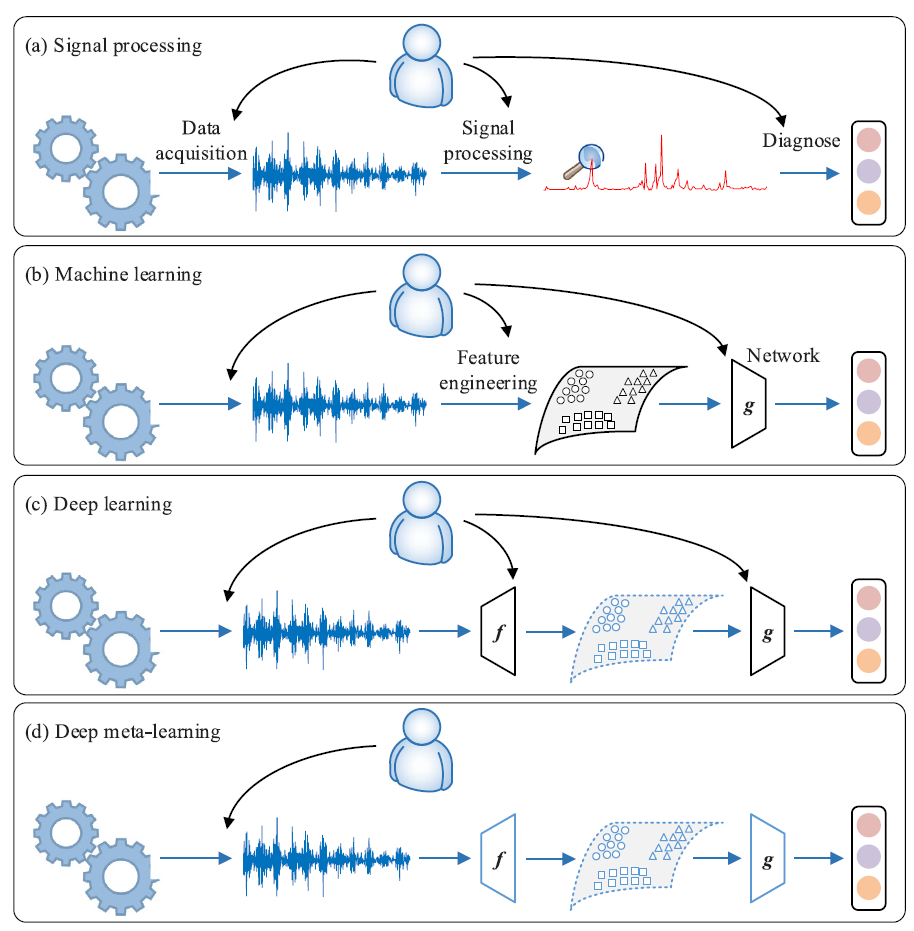 (a) Signal processing
Data
acquisition
Signal
processing
Diagnose
(b) Machine learning
Feature
engineering
Network
g
(c) Deep learning
f
g
(d) Deep meta-learning
f
g